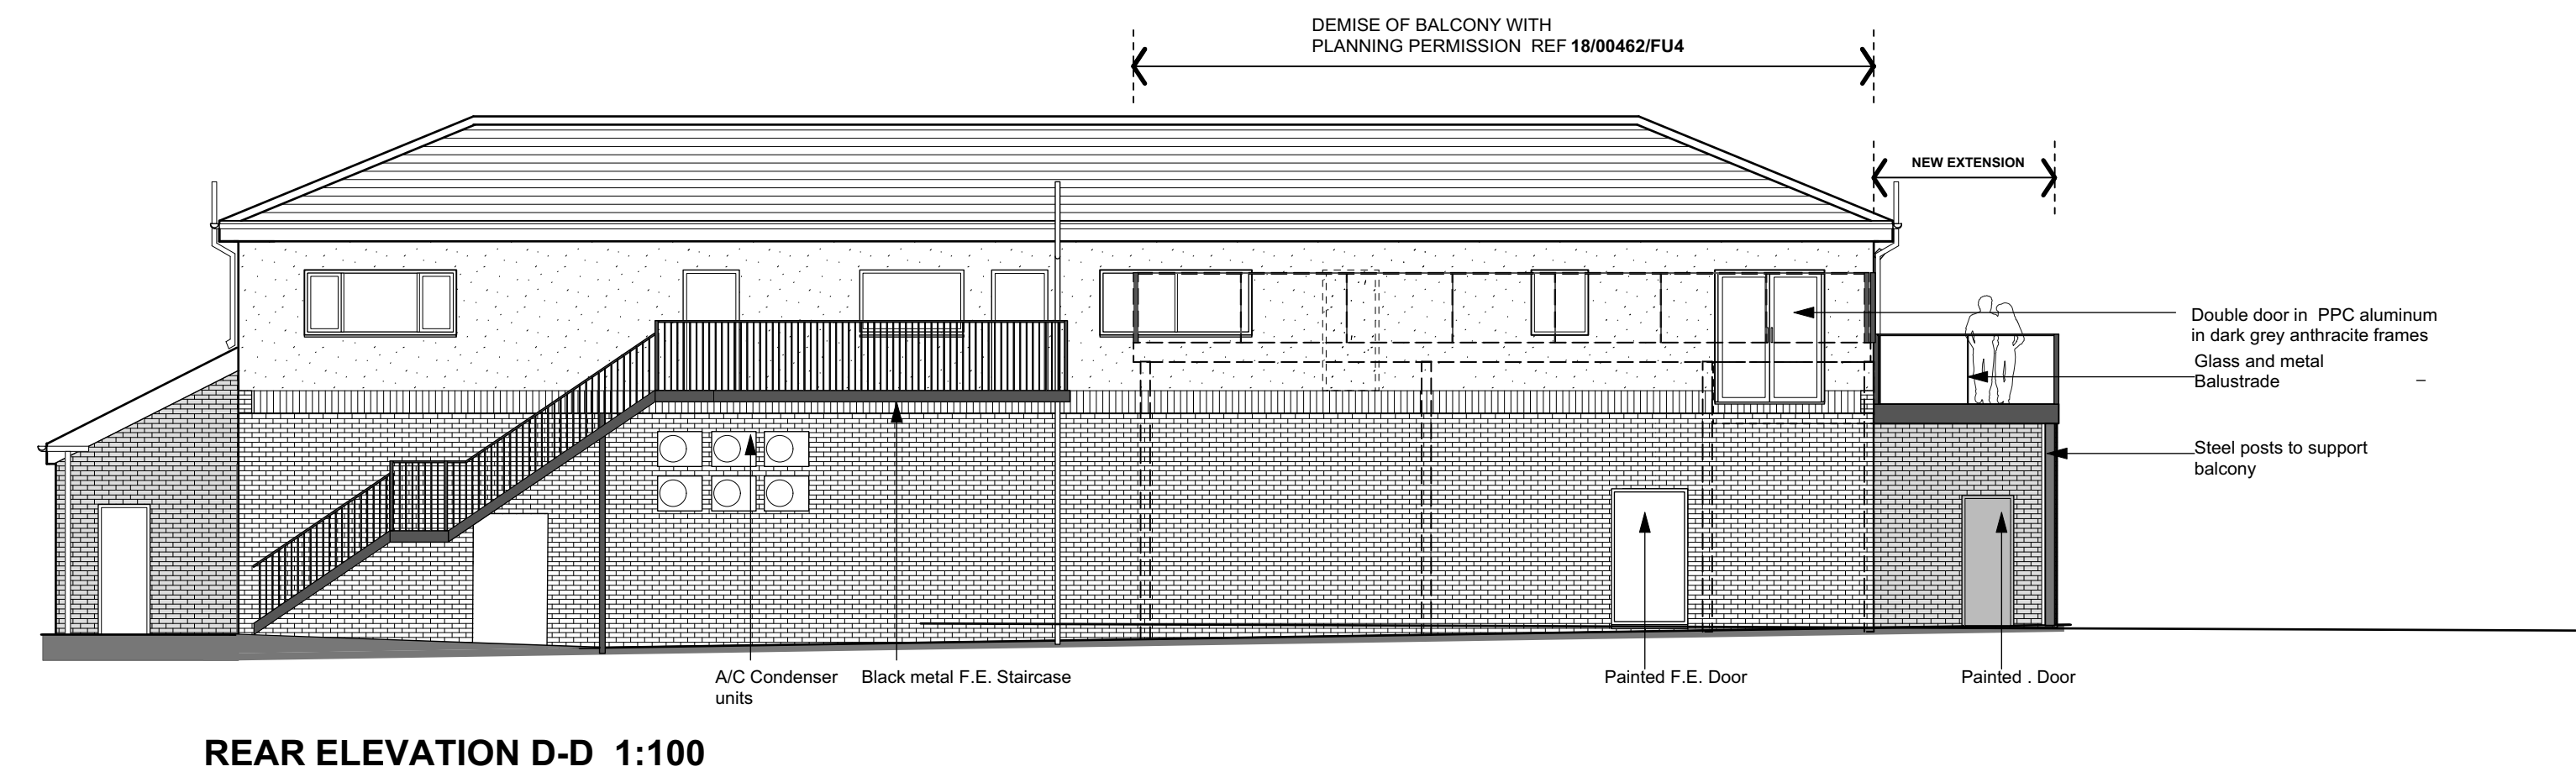 DEMISE OF BALCONY WITH
PLANNING PERMISSION REF 18/00462/FU4
NEW EXTENSION
Double door in PPC aluminum
in dark grey anthracite frames
Glass and metal
Balustrade
Steel posts to support
balcony
A/C Condenser
units
Black metal F.E. Staircase
Painted F.E. Door
Painted . Door
REAR ELEVATION D-D 1:100